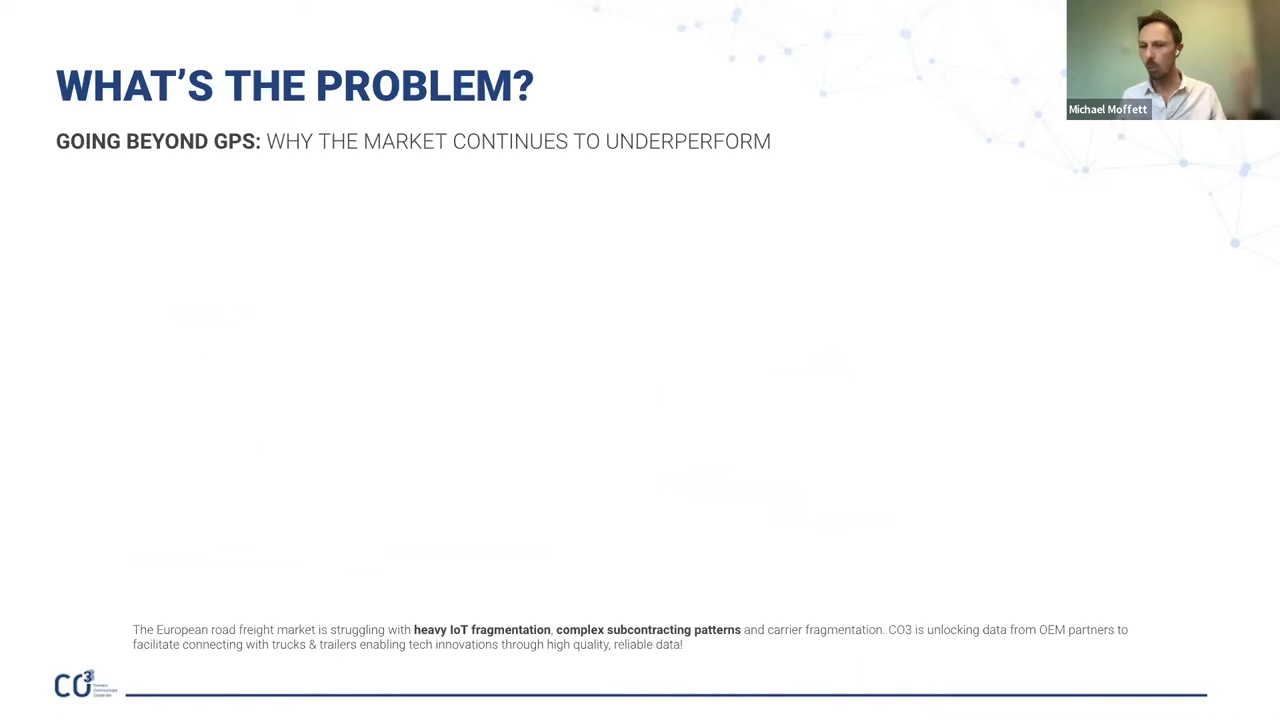 WHAT'S THE PROBLEM?
GOING BEYOND GPS: WHY THE MARKET CONTINUES TO UNDERPERFORM
Michael Moffett
The European road freight market is struggling with heavy IoT fragmentation, complex subcontracting patterns and carrier fragmentation. CO3 is unlocking data from OEM partners to
facilitate connecting with trucks & trailers enabling tech innovations through high quality, reliable data!
CO3